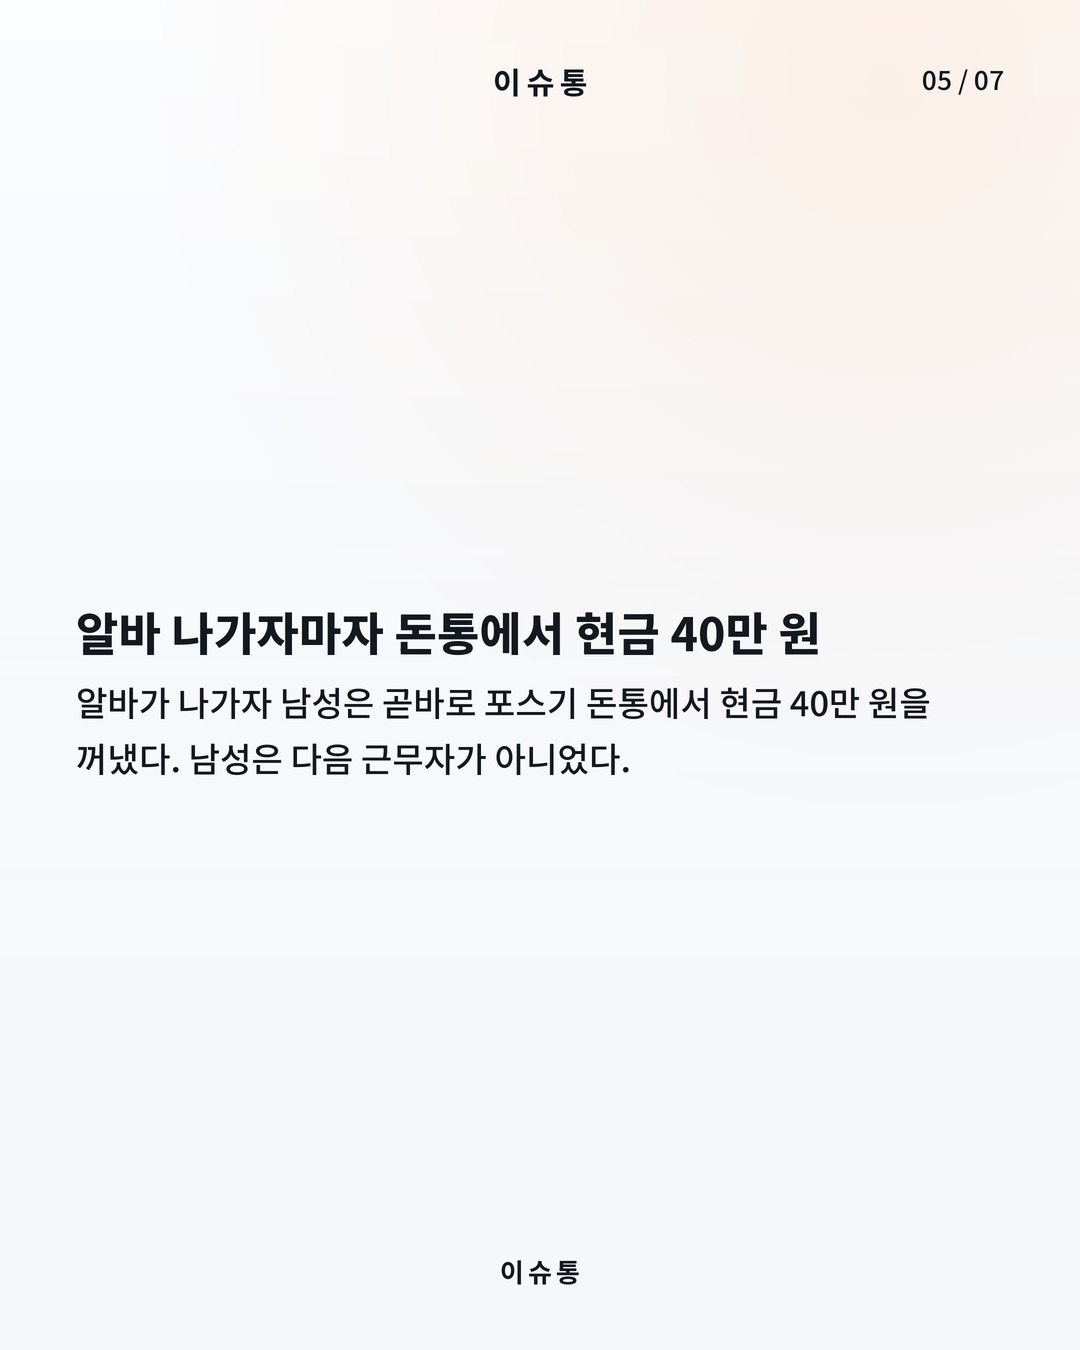 이슈통
05 / 07
알바 나가자마자 돈통에서 현금 40만 원
알바가 나가자 남성은 곧바로 포스기 돈통에서 현금 40만 원을
꺼냈다. 남성은 다음 근무자가 아니었다.
이슈통